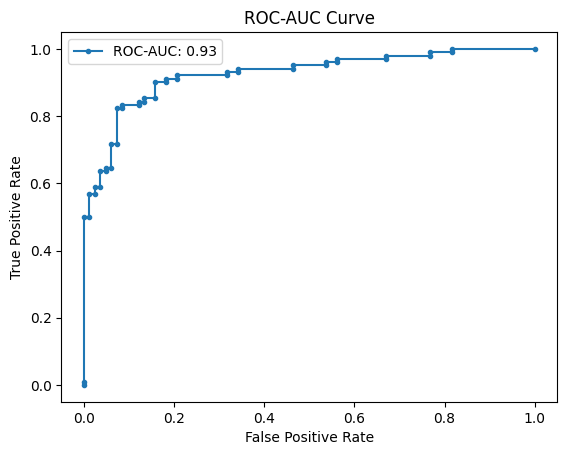 ROC-AUC Curve
ROC-AUC: 0.93
True Positive Rate
1.0
0.8
0.6
0.4
0.2
0.0
0.0 0.2 0.4 0.6 0.8 1.0
False Positive Rate